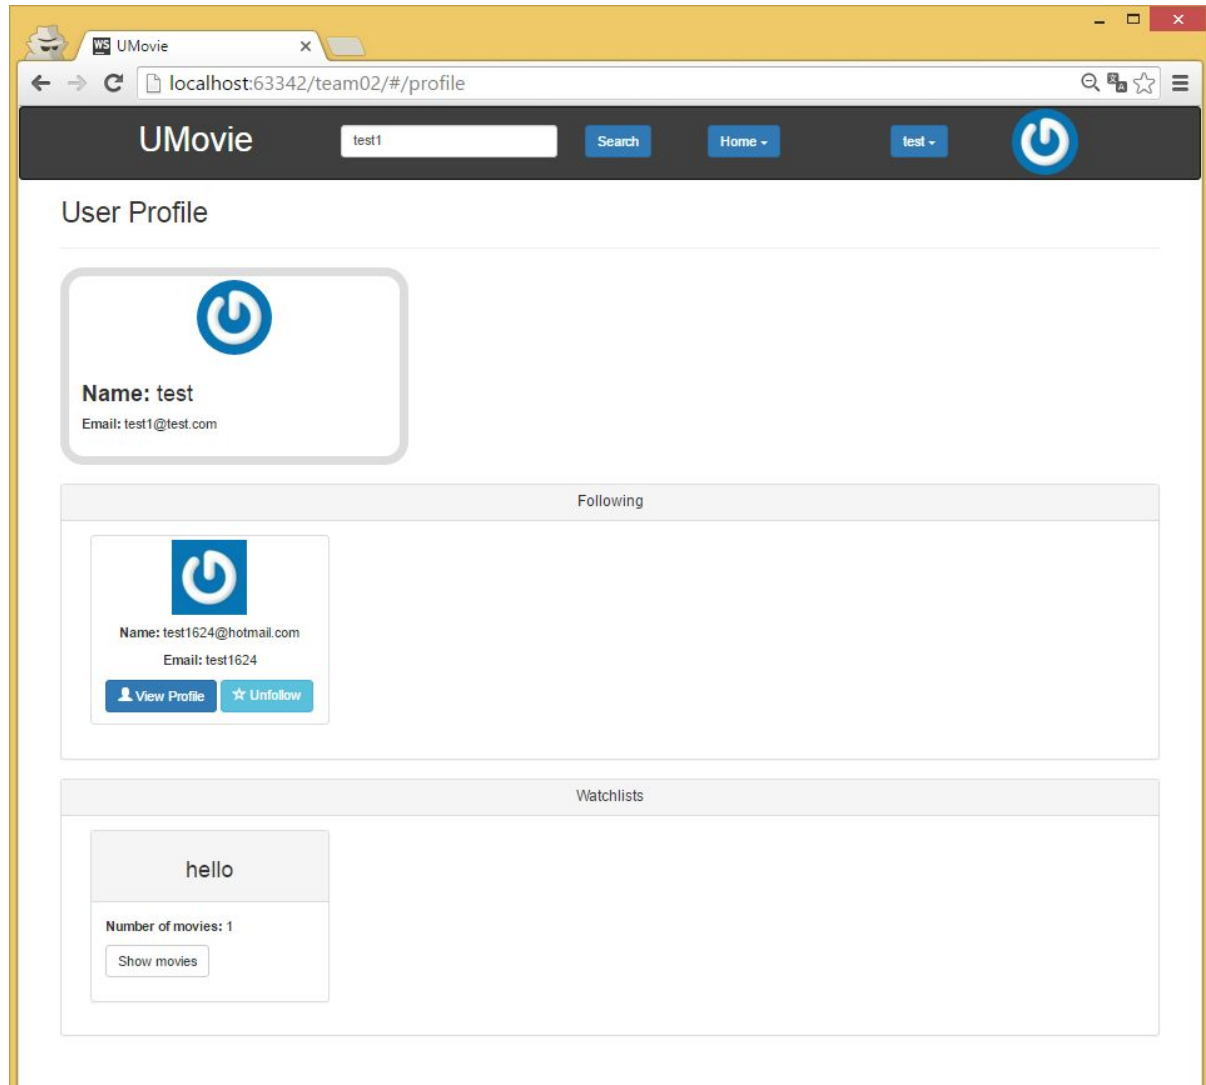 WS UMovie
localhost:63342/team02/#/profile
UMovie test1 Search Home test
User Profile
Name: test
Email: test1@test.com
Following
Name: test1624@hotmail.com
Email: test1624
View Profile Unfollow
Watchlists
hello
Number of movies: 1
Show movies